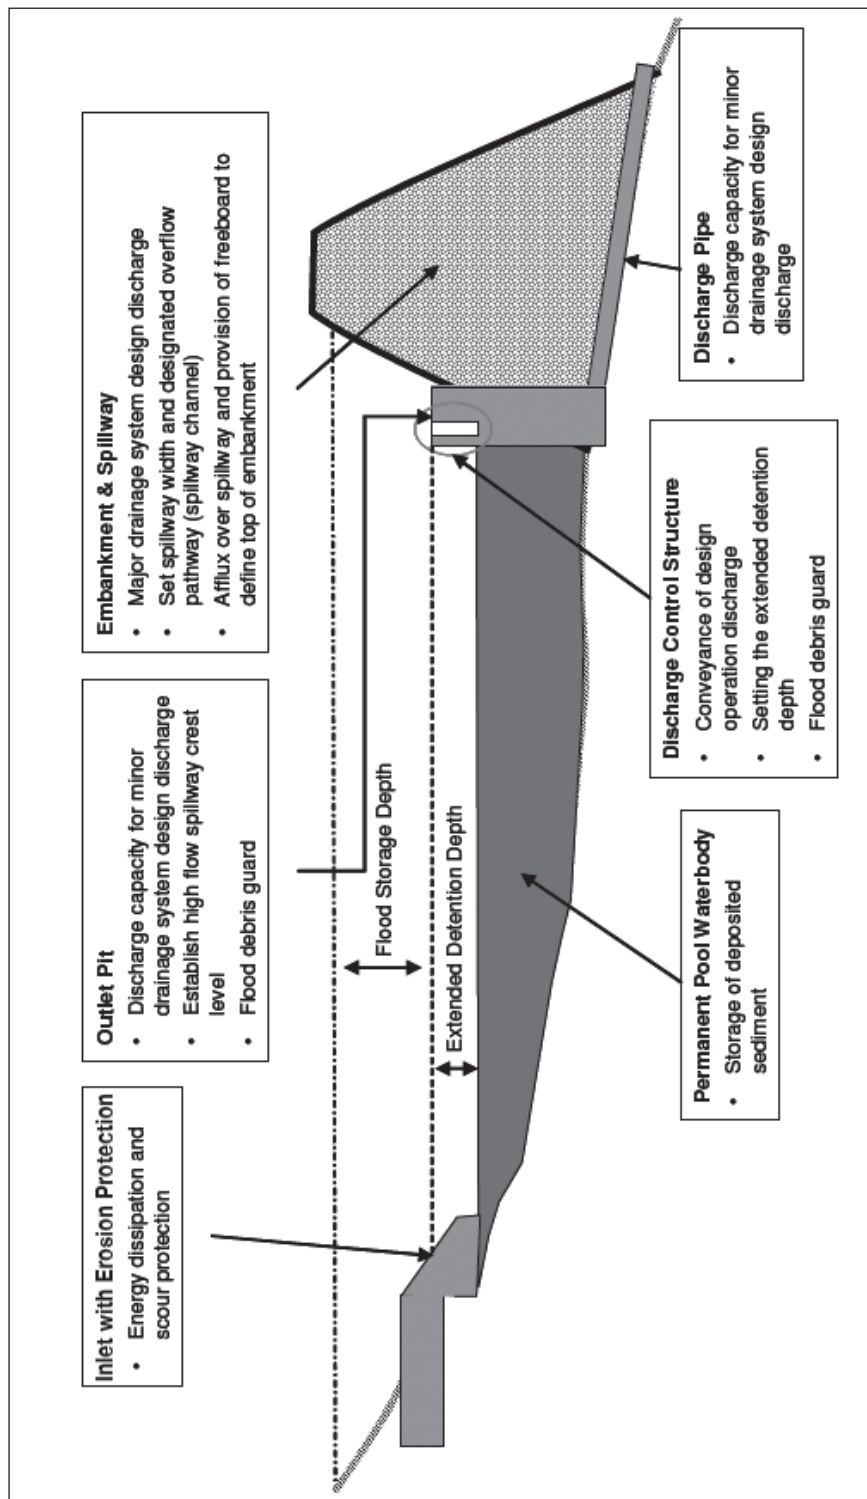 Inlet with Erosion Protection
• Energy dissipation and
scour protection
Outlet Pit
• Discharge capacity for minor
drainage system design discharge
• Establish high flow spillway crest
level
• Flood debris guard
Embankment & Spillway
• Major drainage system design discharge
• Set spillway width and designated overflow
pathway (spillway channel)
• Afflux over spillway and provision of freeboard to
define top of embankment
Flood Storage Depth
Extended Detention Depth
Permanent Pool Waterbody
• Storage of deposited
sediment
Discharge Control Structure
• Conveyance of design
operation discharge
• Setting the extended detention
depth
• Flood debris guard
Discharge Pipe
• Discharge capacity for minor
drainage system design
discharge